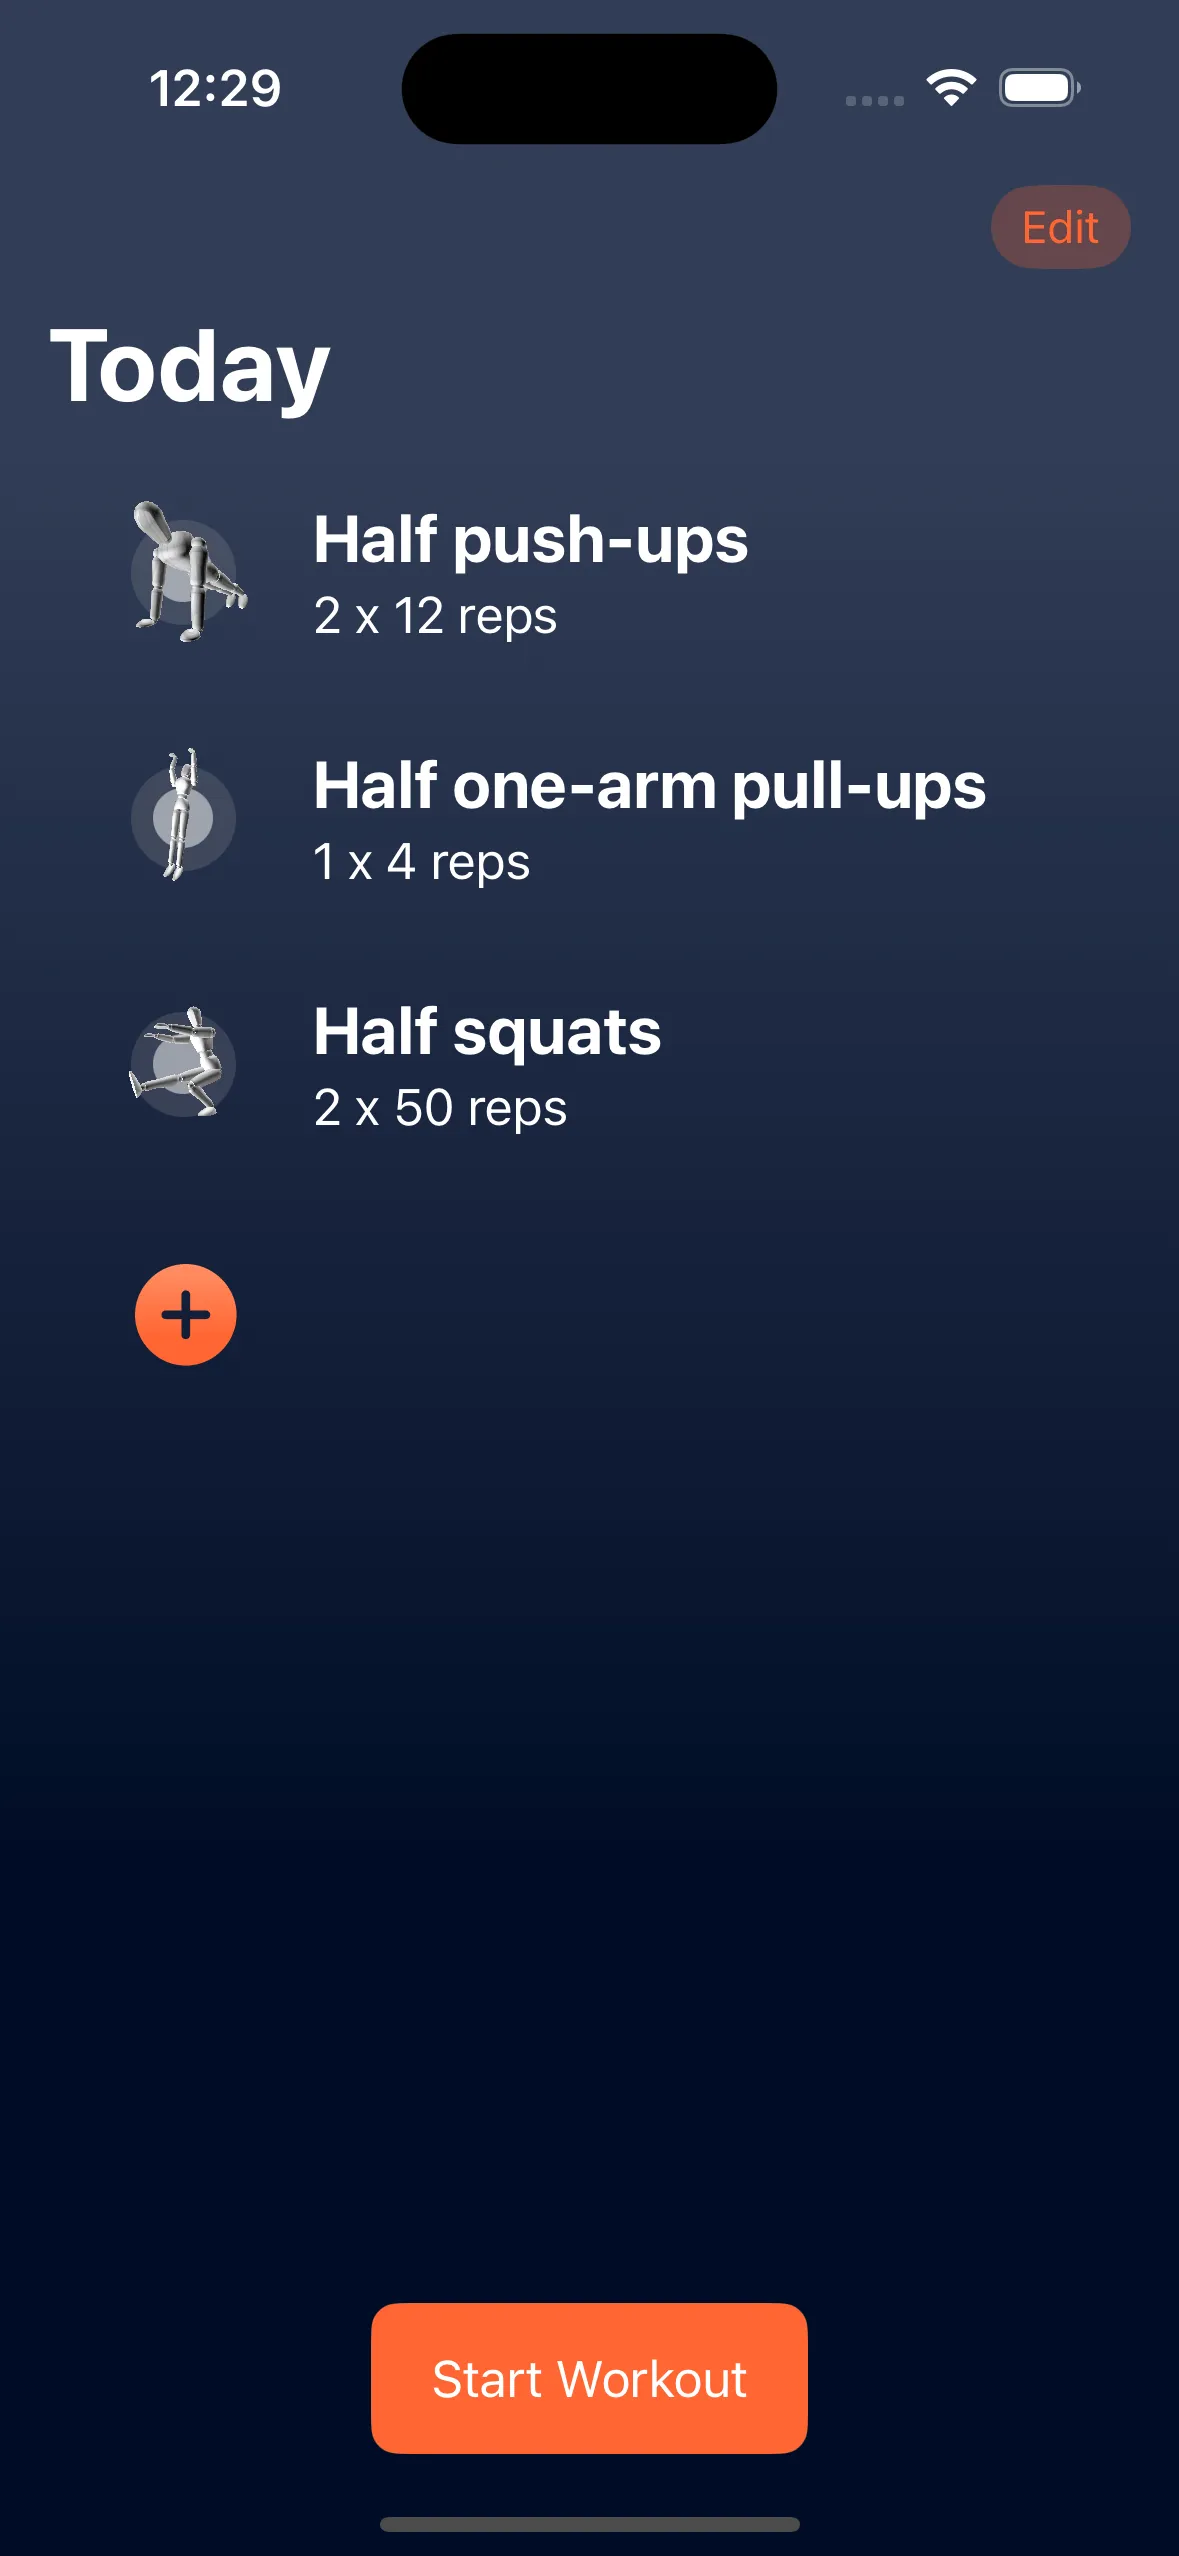 12:29
Edit
Today
Half push-ups
2 x 12 reps
Half one-arm pull-ups
1 x 4 reps
Half squats
2 x 50 reps
Start Workout